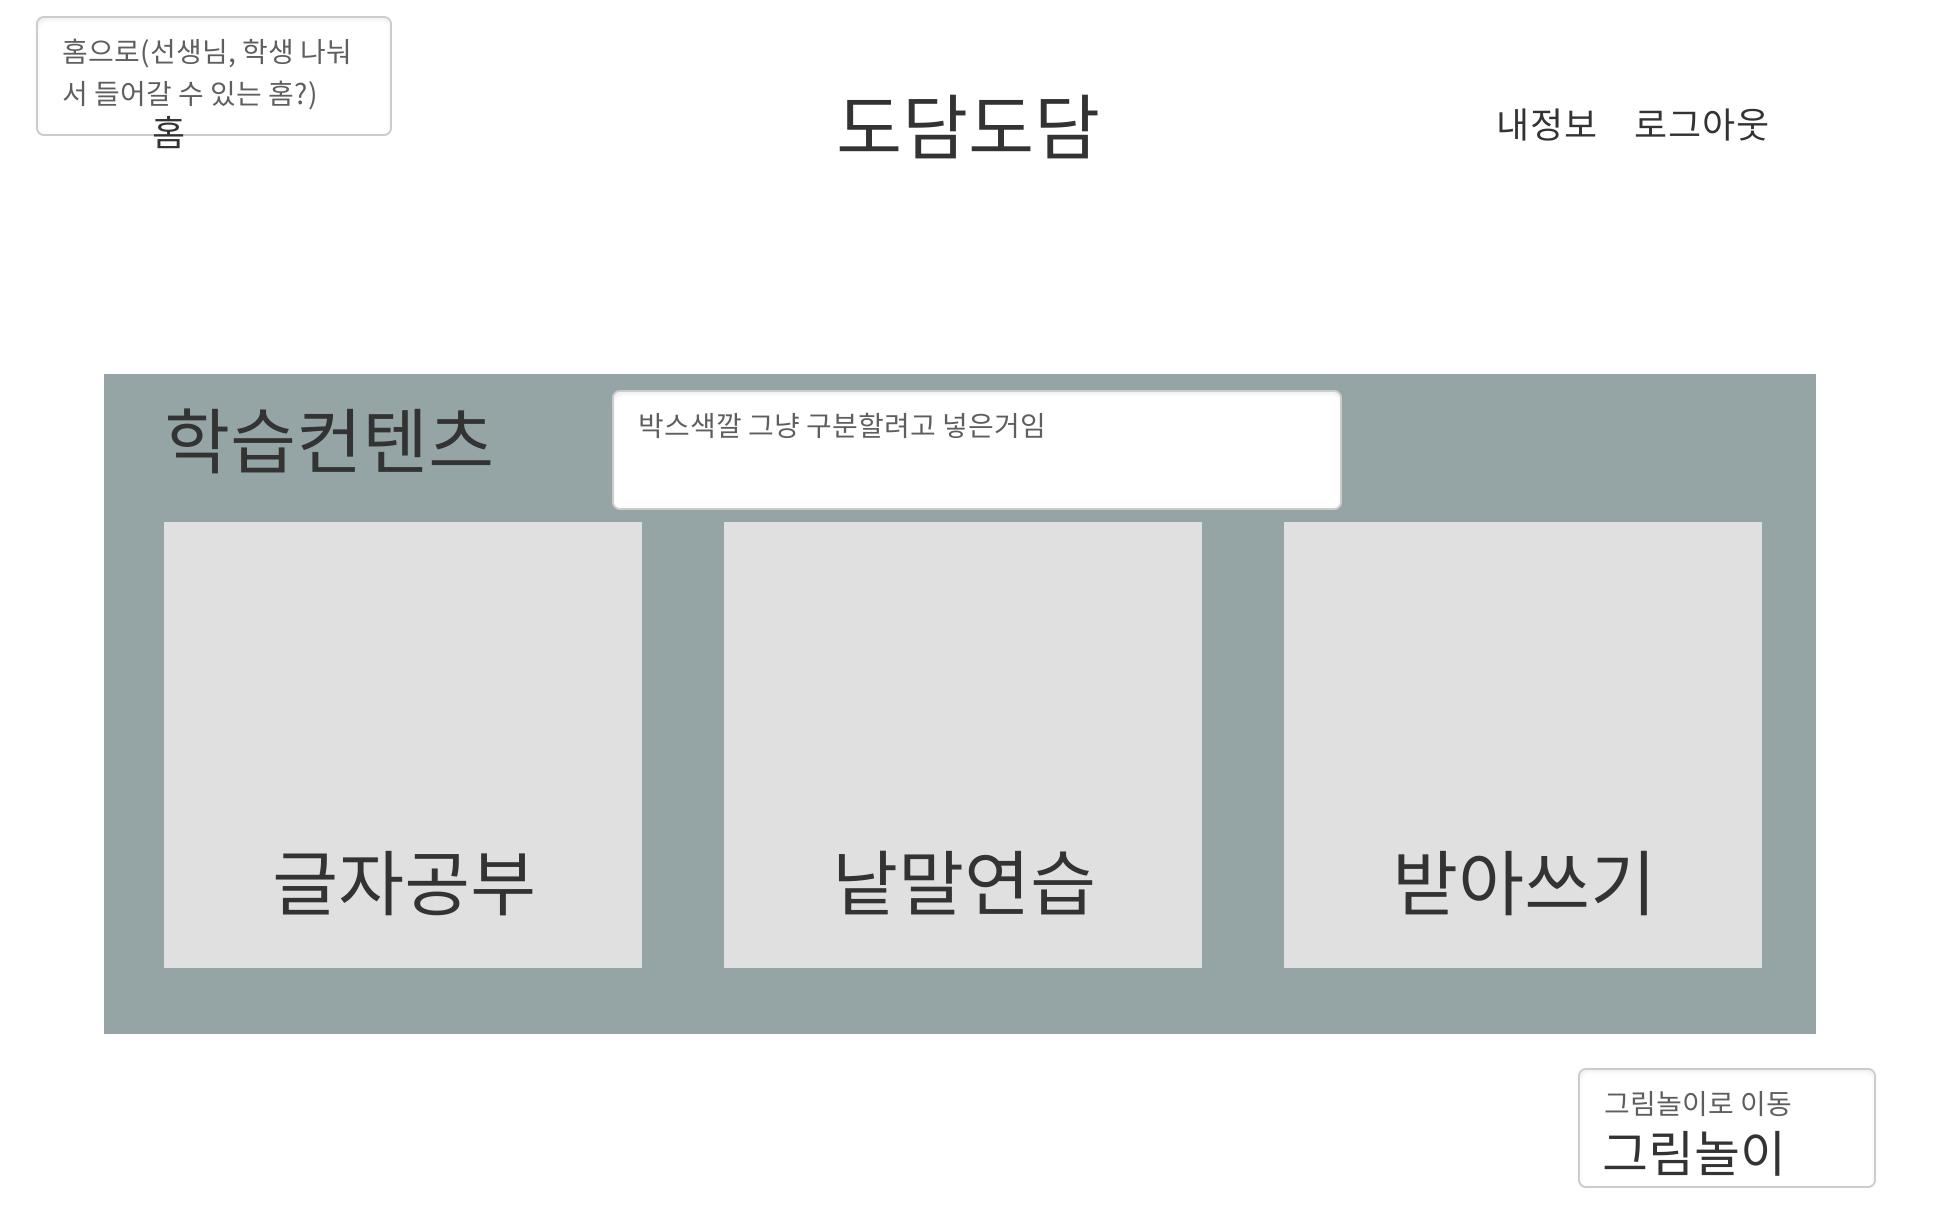 홈으로(선생님, 학생 나눠
서 들어갈 수 있는 홈?)
홈
도담도담
내정보 로그아웃
학습컨텐츠
박스색깔 그냥 구분할려고 넣은거임
글자공부
낱말연습
받아쓰기
그림놀이로 이동
그림놀이